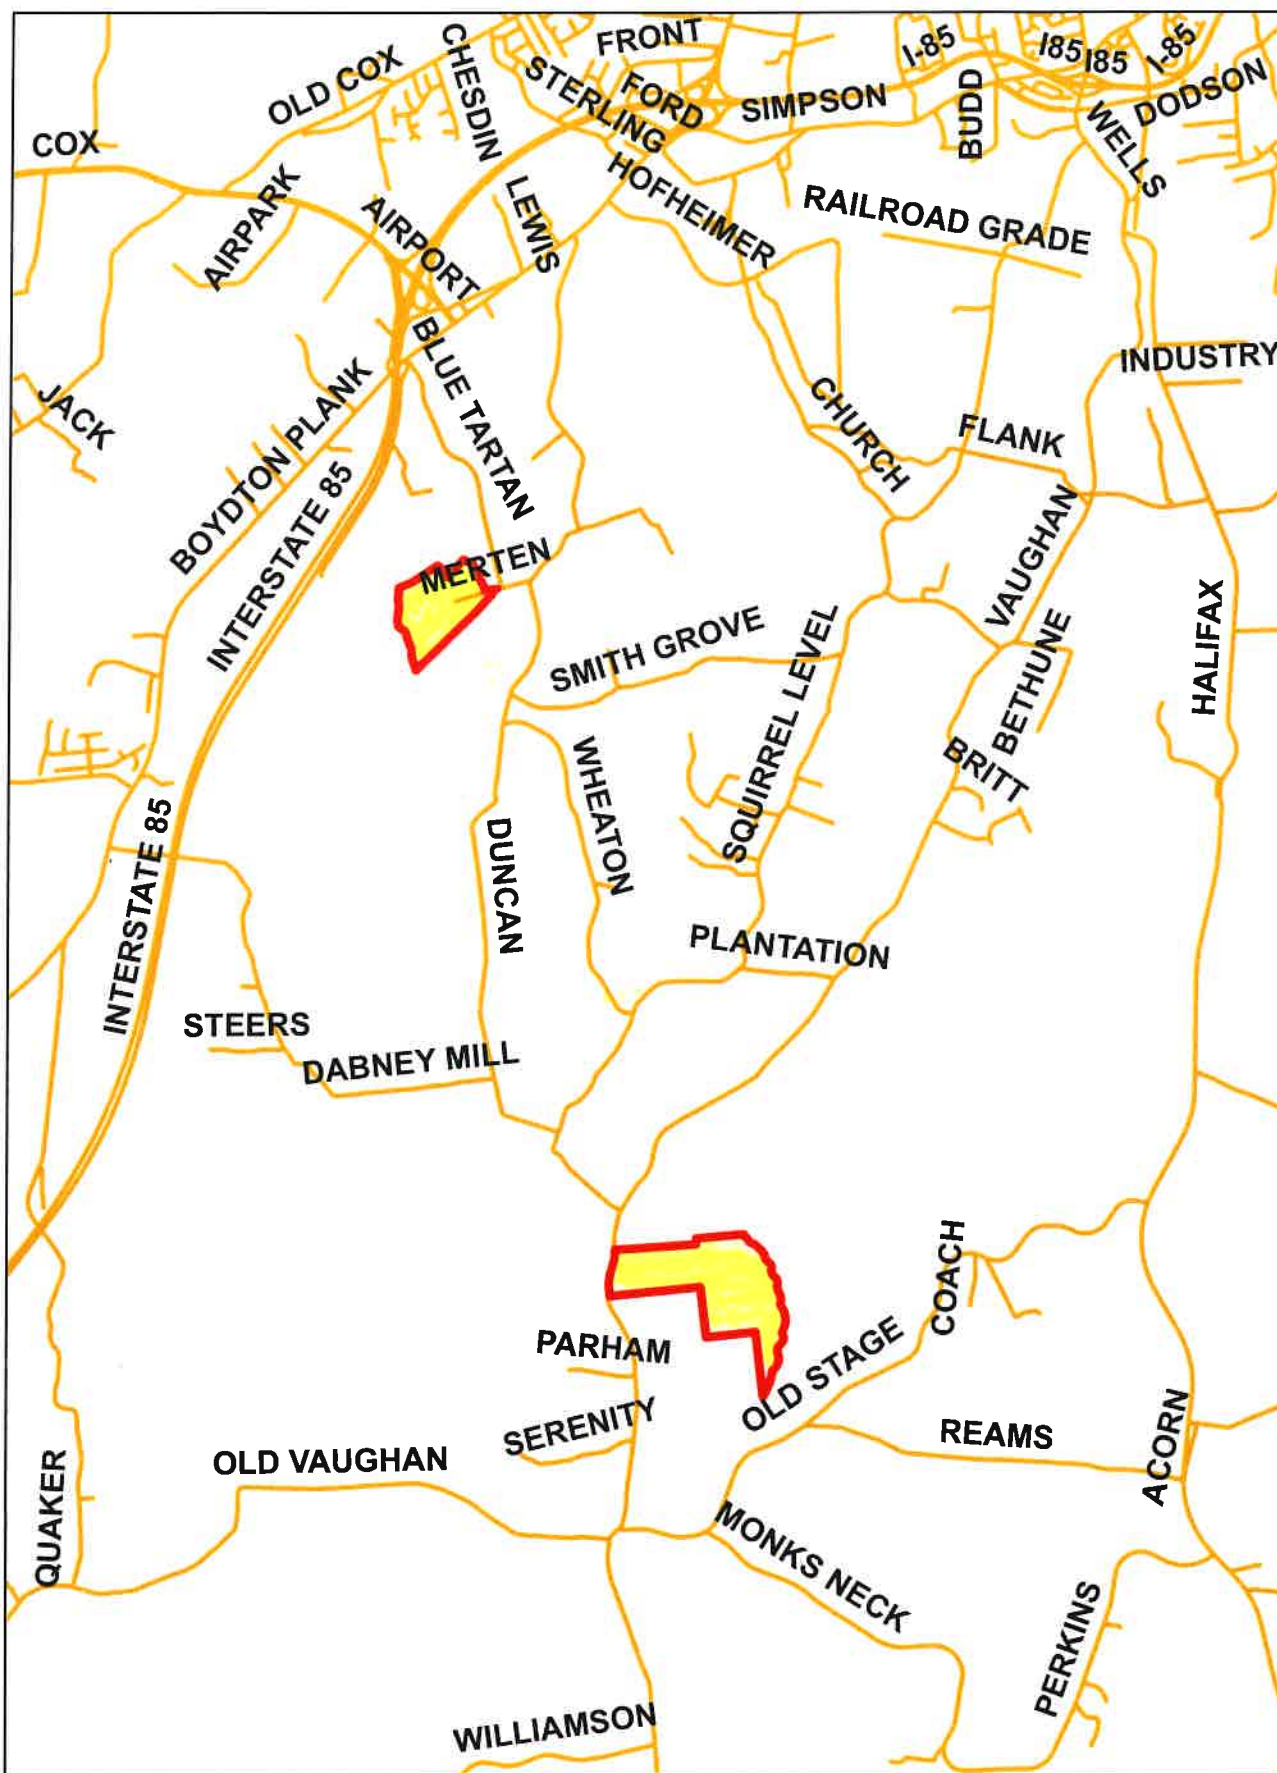 FRONT
CHESDIN
OLD COX
I-85
I85
I85
I-85
STERLING
FORD
SIMPSON
BUDD
DODSON
WELLS
COX
HOFHEIMER
AIRPARK
LEWIS
AIRPORT
RAILROAD GRADE
BLUE TARTAN
INDUSTRY
JACK
BOYDTON PLANK
CHURCH
FLANK
INTERSTATE 85
VAUGHAN
MERTEN
HALIFAX
SMITH GROVE
SQUIRREL LEVEL
BETHUNE
WHEATON
BRITT
INTERSTATE 85
DUNCAN
PLANTATION
STEERS
DABNEY MILL
COACH
PARHAM
OLD STAGE
SERENITY
REAMS
ACORN
OLD VAUGHAN
QUAKER
MONKS NECK
PERKINS
WILLIAMSON